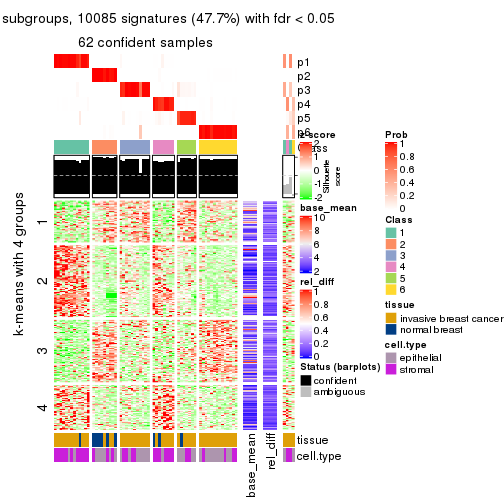 subgroups, 10085 signatures (47.7%) with fdr < 0.05
62 confident samples
p1
p2
p3
p4
p5
p6
Class
z-score
2
1
0
-1
-2
Silhouette
score
Prob
1
0.8
0.6
0.4
0.2
0
k-means with 4 groups
1
2
3
4
base_mean
10
8
6
4
2
Class
1
2
3
4
5
6
rel_diff
1
0.8
0.6
0.4
0.2
0
tissue
invasive breast cancer
normal breast
cell.type
epithelial
stromal
Status (barplots)
confident
ambiguous
tissue
cell.type
base_mean
rel_diff